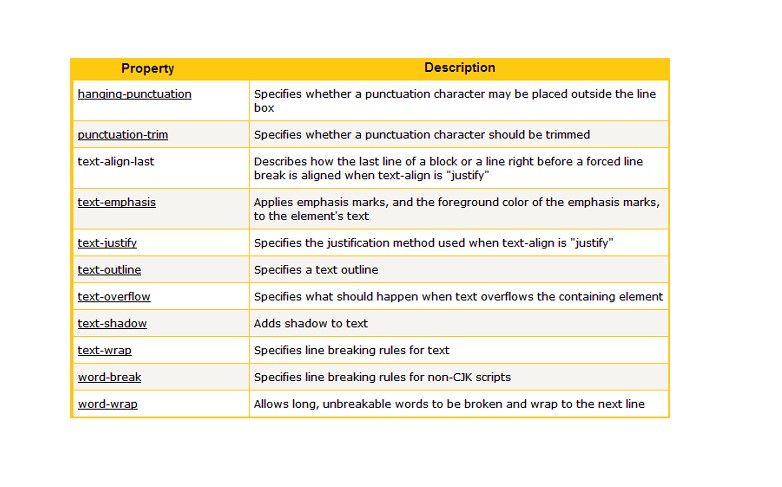 Property Description
hanging-punctuation Specifies whether a punctuation character may be placed outside the line
box
punctuation-trim Specifies whether a punctuation character should be trimmed
text-align-last Describes how the last line of a block or a line right before a forced line
break is aligned when text-align is "justify"
text-emphasis Applies emphasis marks, and the foreground color of the emphasis marks,
to the element's text
text-justify Specifies the justification method used when text-align is "justify"
text-outline Specifies a text outline
text-overflow Specifies what should happen when text overflows the containing element
text-shadow Adds shadow to text
text-wrap Specifies line breaking rules for text
word-break Specifies line breaking rules for non-CJK scripts
word-wrap Allows long, unbreakable words to be broken and wrap to the next line